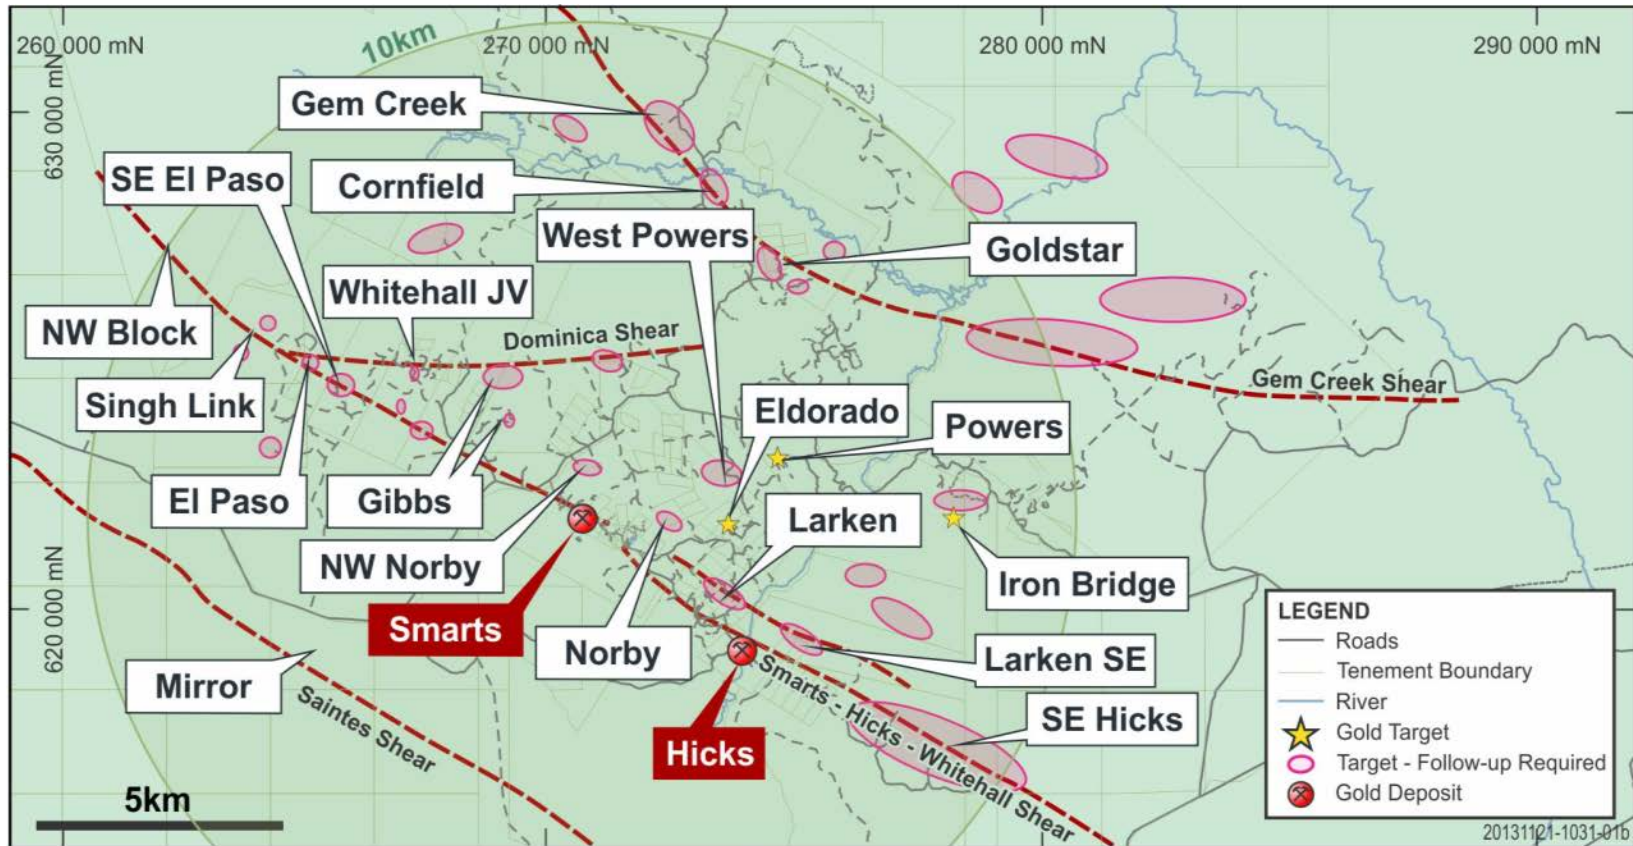 260 000 mN
270 000 mN
280 000 mN
290 000 mN
10km
630 000 mN
620 000 mN
Gem Creek
SE El Paso
Cornfield
West Powers
Goldstar
Whitehall JV
NW Block
Dominica Shear
Singh Link
Gem Creek Shear
Eldorado
Powers
El Paso
Gibbs
Larken
NW Norby
Iron Bridge
Smarts
Norby
Larken SE
Mirror
Saintes Shear
Smarts - Hicks - Whitehall Shear
SE Hicks
Hicks
5km
LEGEND
Roads
Tenement Boundary
River
Gold Target
Target - Follow-up Required
Gold Deposit
20131121-1031-01b